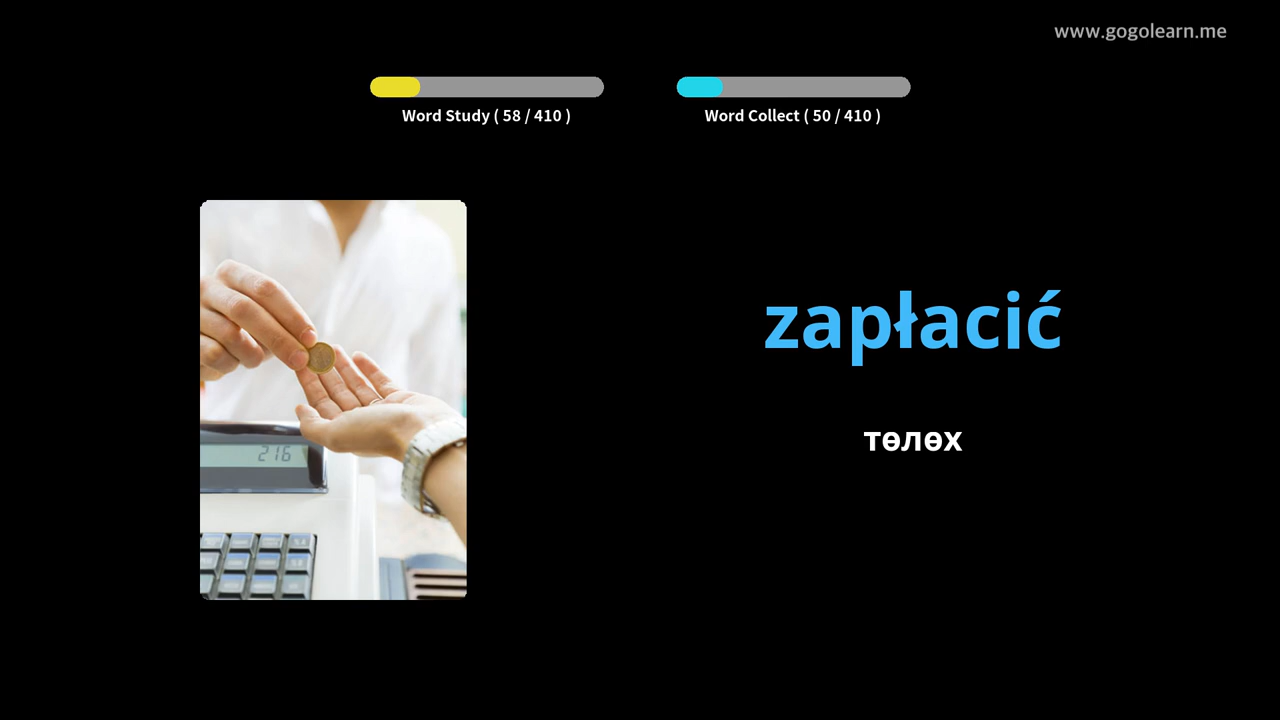 www.gogolearn.me
Word Study ( 58 / 410 )
Word Collect ( 50 / 410 )
216
zapłacić
төлөх